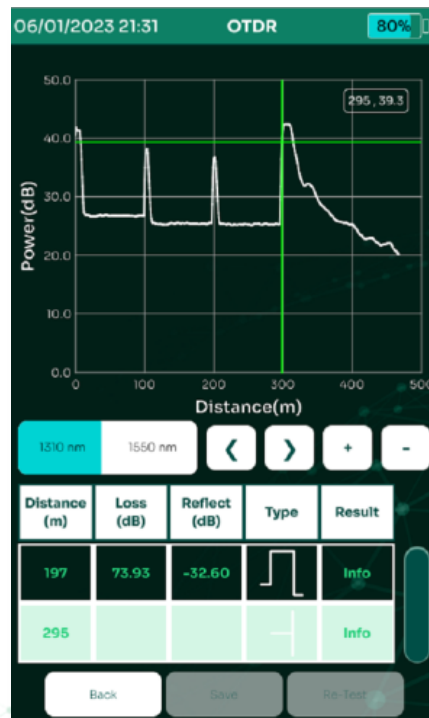 06/01/2023 21:31 OTDR 80%
50.0
295 , 39.3
40.0
30.0
20.0
10.0
0.0
Power(dB)
0 100 200 300 400 500
Distance(m)
1310 nm 1550 nm ❮ ❯ + -
Distance (m) Loss (dB) Reflect (dB) Type Result
197 73.93 -32.60 Info
295 Info
Back Save Re-Test